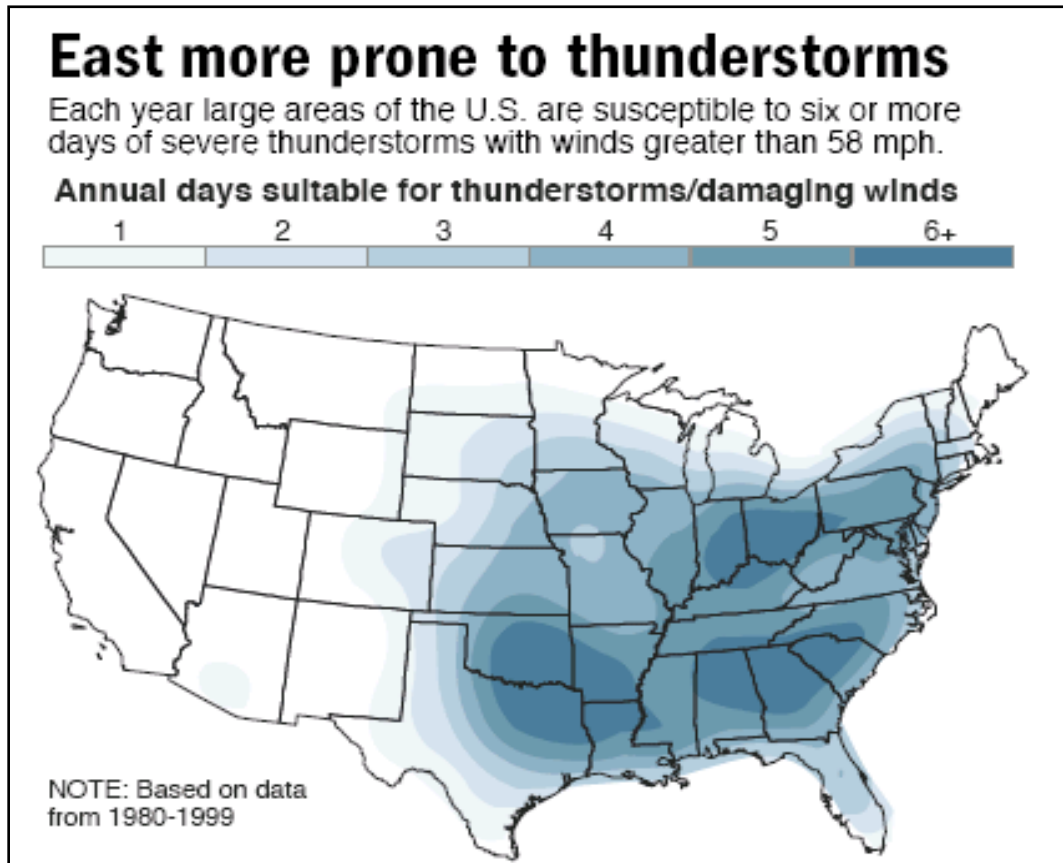 East more prone to thunderstorms
Each year large areas of the U.S. are susceptible to six or more
days of severe thunderstorms with winds greater than 58 mph.
Annual days suitable for thunderstorms/damaging winds
1 2 3 4 5 6+
NOTE: Based on data
from 1980-1999